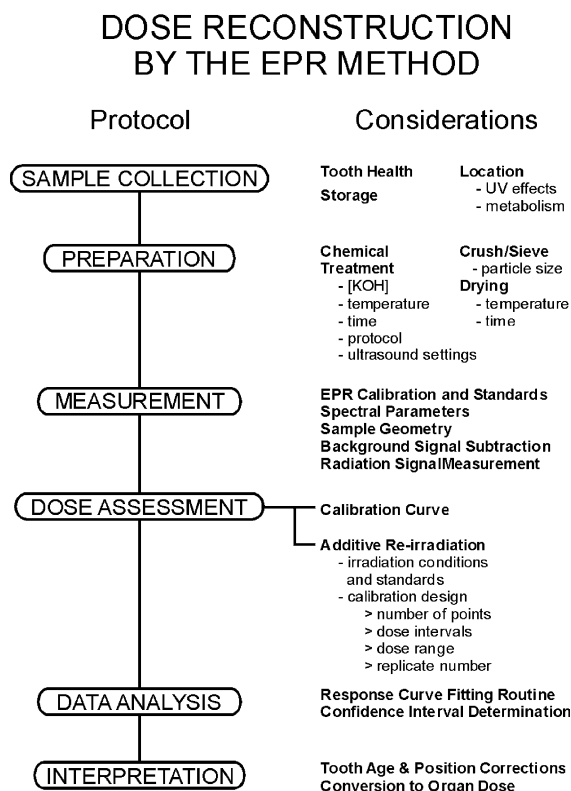 DOSE RECONSTRUCTION
BY THE EPR METHOD
Protocol
Considerations
SAMPLE COLLECTION
Tooth Health
Storage
Location
- UV effects
- metabolism
PREPARATION
Chemical
Treatment
- [KOH]
- temperature
- time
- protocol
- ultrasound settings
Crush/Sieve
- particle size
Drying
- temperature
- time
MEASUREMENT
EPR Calibration and Standards
Spectral Parameters
Sample Geometry
Background Signal Subtraction
Radiation SignalMeasurement
DOSE ASSESSMENT
Calibration Curve
Additive Re-irradiation
- irradiation conditions
and standards
- calibration design
> number of points
> dose intervals
> dose range
> replicate number
DATA ANALYSIS
Response Curve Fitting Routine
Confidence Interval Determination
INTERPRETATION
Tooth Age & Position Corrections
Conversion to Organ Dose